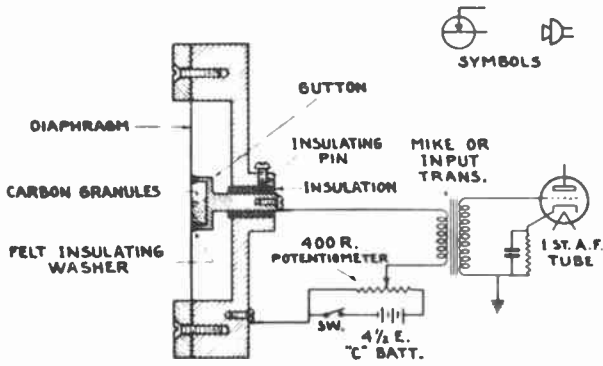 SYMBOLS
BUTTON
DIAPHRAGM
INSULATING
PIN
MIKE OR
INPUT
TRANS.
CARBON GRANULES
INSULATION
FELT INSULATING
WASHER
400 R.
POTENTIOMETER
1 ST. A.F.
TUBE
SW.
4½ E.
"C" BATT.